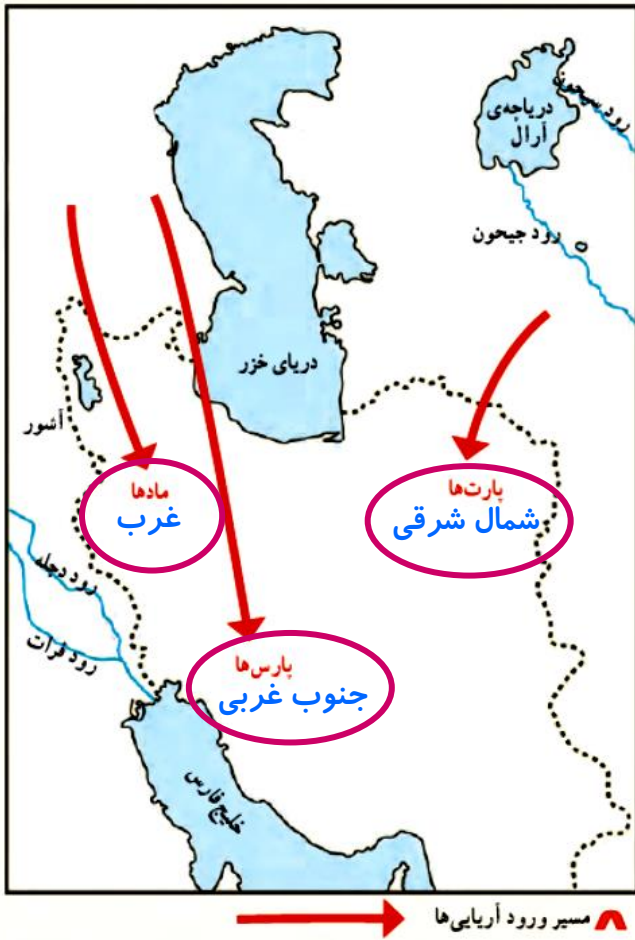 دریاچه‌ی
آرال
رود سیحون
رود جیحون
دریای خزر
آشور
مادها
غرب
پارت‌ها
شمال شرقی
رود دجله
رود فرات
پارس‌ها
جنوب غربی
خلیج فارس
مسیر ورود آریایی‌ها